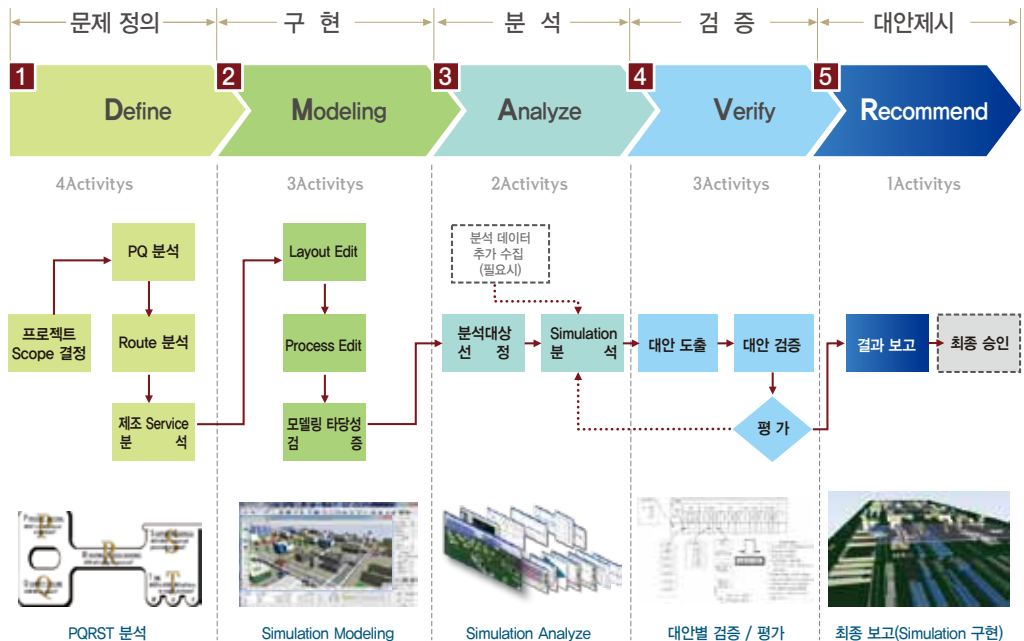 문제 정의
구 현
분 석
검 증
대안제시
1
2
3
4
5
Define
Modeling
Analyze
Verify
Recommend
4Activitys
3Activitys
2Activitys
3Activitys
1Activitys
프로젝트
Scope 결정
PQ 분석
Route 분석
제조 Service
분 석
Layout Edit
Process Edit
모델링 타당성
검 증
분석 데이터
추가 수집
(필요시)
분석대상
선 정
Simulation
분 석
대안 도출
대안 검증
평 가
결과 보고
최종 승인
P
R
S
Q
T
PQRST 분석
Simulation Modeling
Simulation Analyze
대안별 검증 / 평가
최종 보고(Simulation 구현)